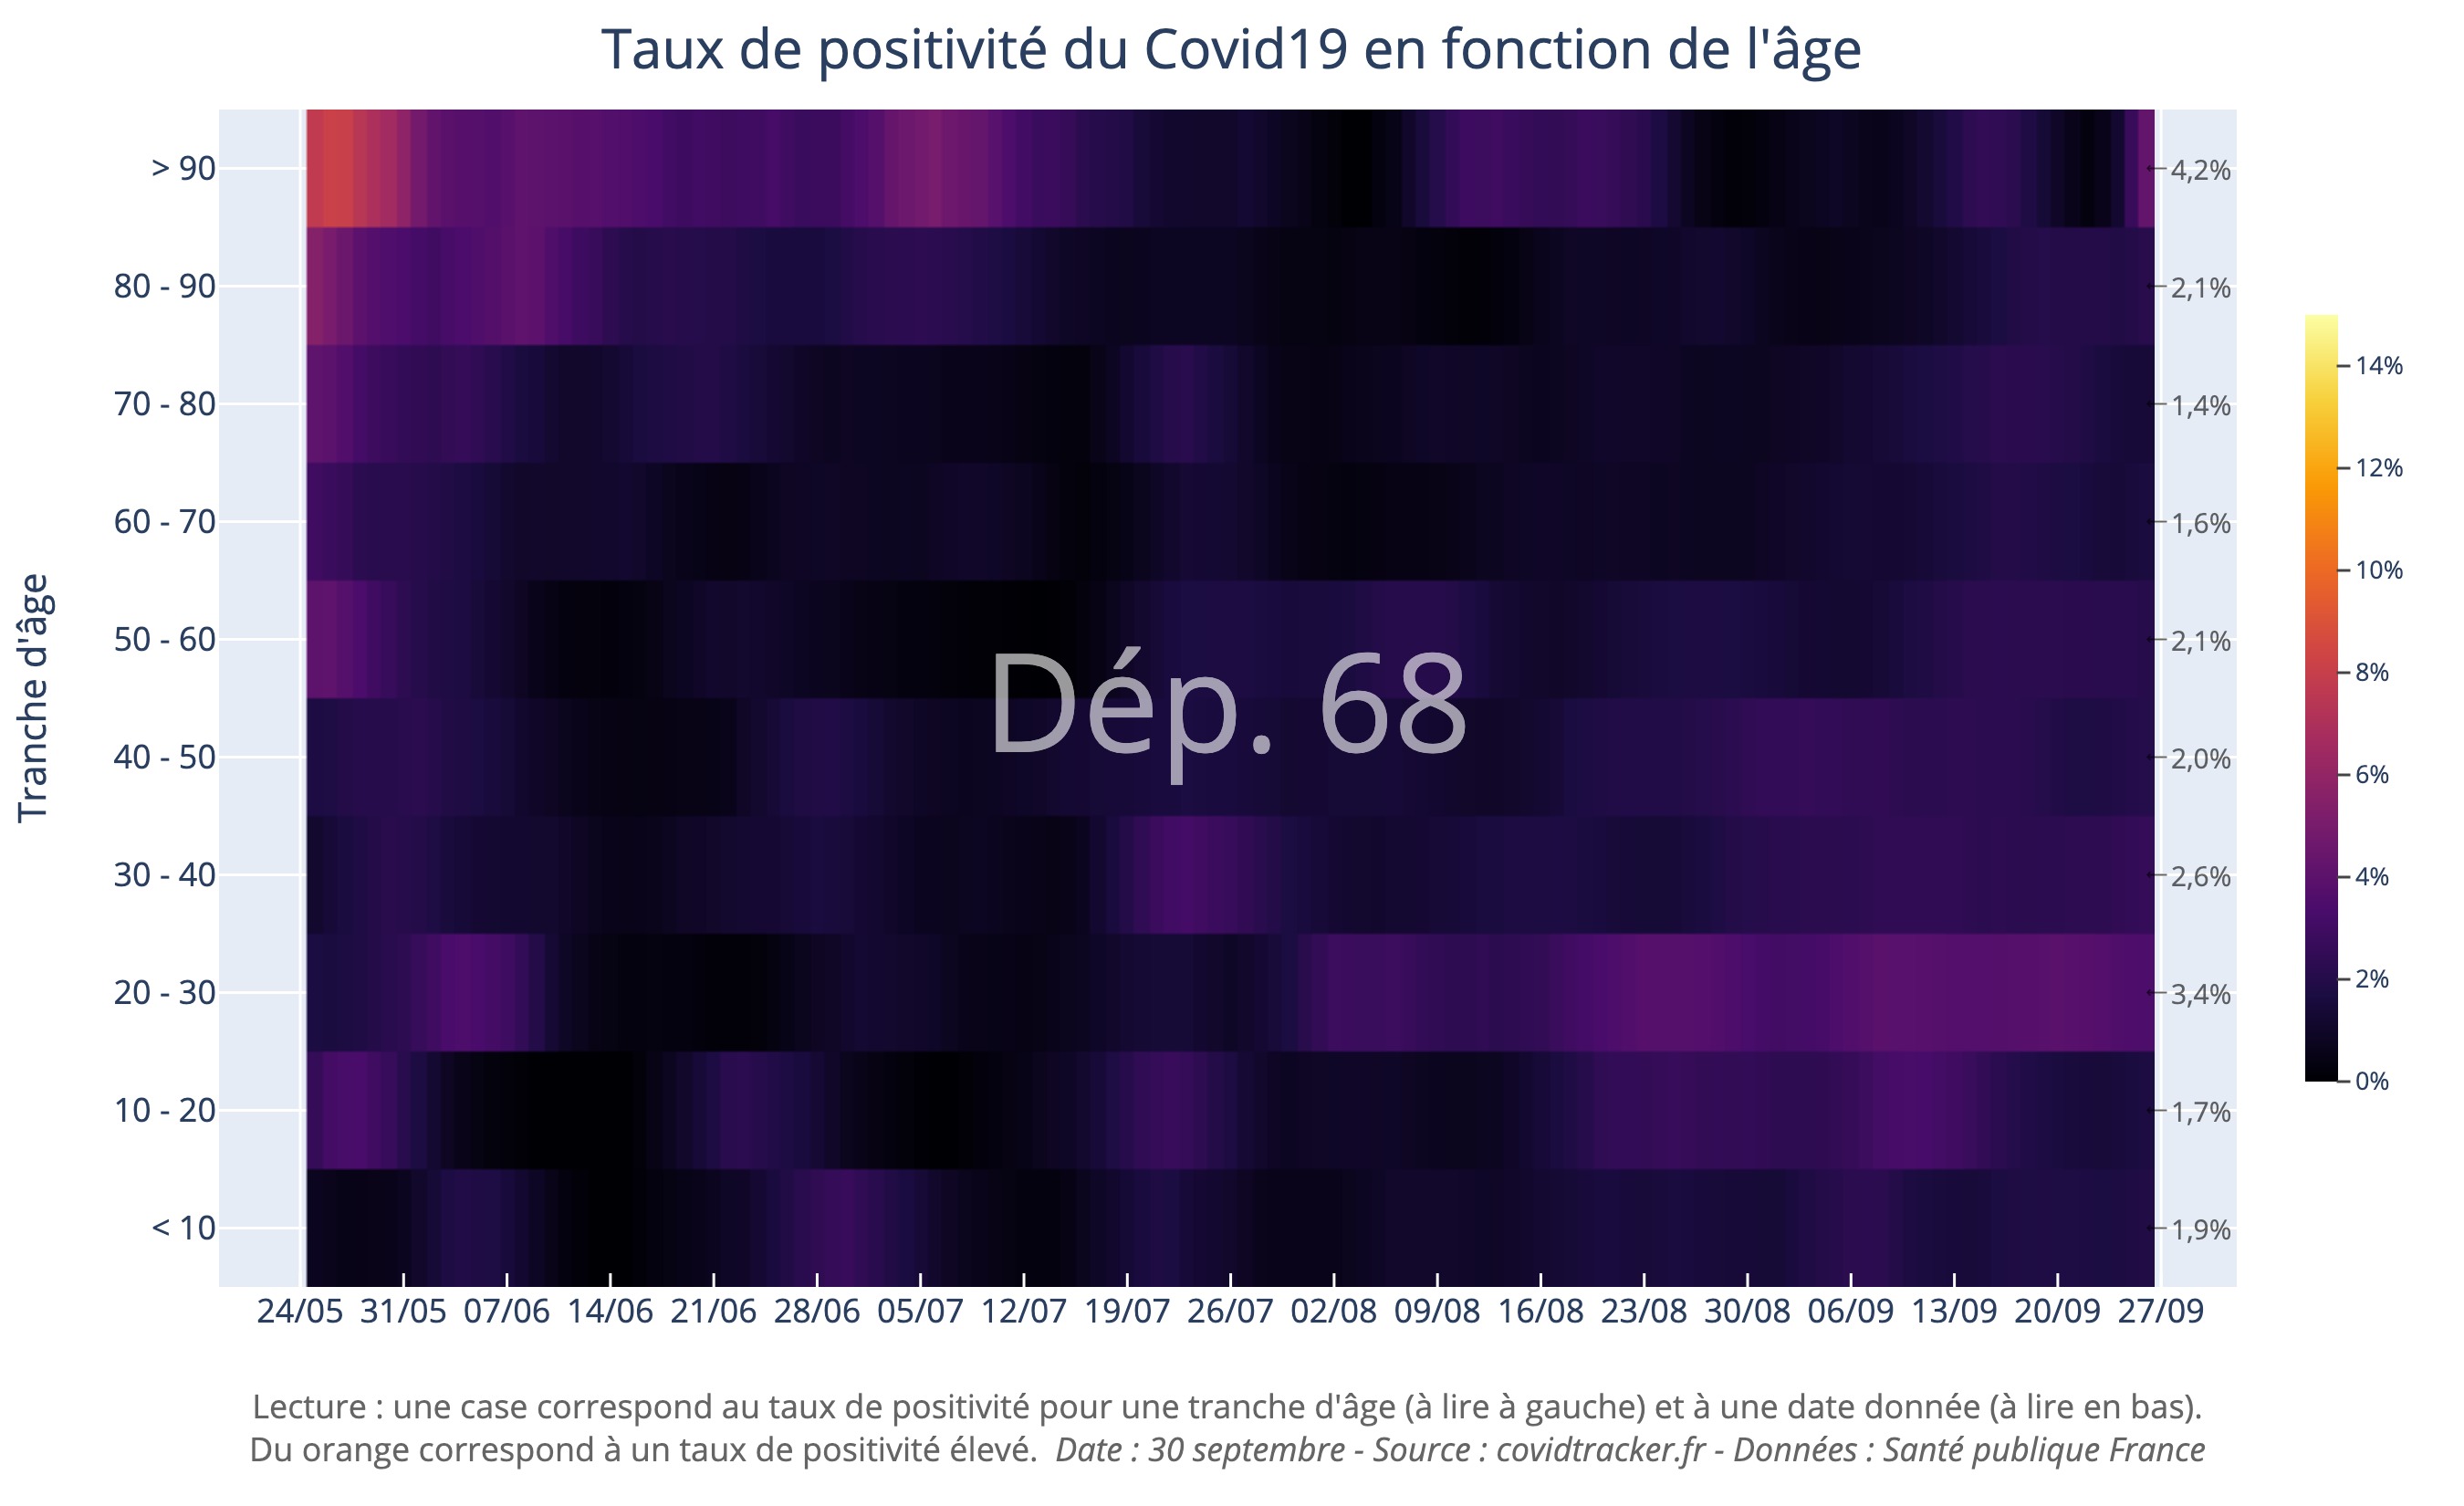 Taux de positivité du Covid19 en fonction de l'âge
Tranche d'âge
> 90
80 - 90
70 - 80
60 - 70
50 - 60
40 - 50
30 - 40
20 - 30
10 - 20
< 10
Dép. 68
4,2%
2,1%
1,4%
1,6%
2,1%
2,0%
2,6%
3,4%
1,7%
1,9%
14%
12%
10%
8%
6%
4%
2%
0%
24/05 31/05 07/06 14/06 21/06 28/06 05/07 12/07 19/07 26/07 02/08 09/08 16/08 23/08 30/08 06/09 13/09 20/09 27/09
Lecture : une case correspond au taux de positivité pour une tranche d'âge (à lire à gauche) et à une date donnée (à lire en bas).
Du orange correspond à un taux de positivité élevé. Date : 30 septembre - Source : covidtracker.fr - Données : Santé publique France